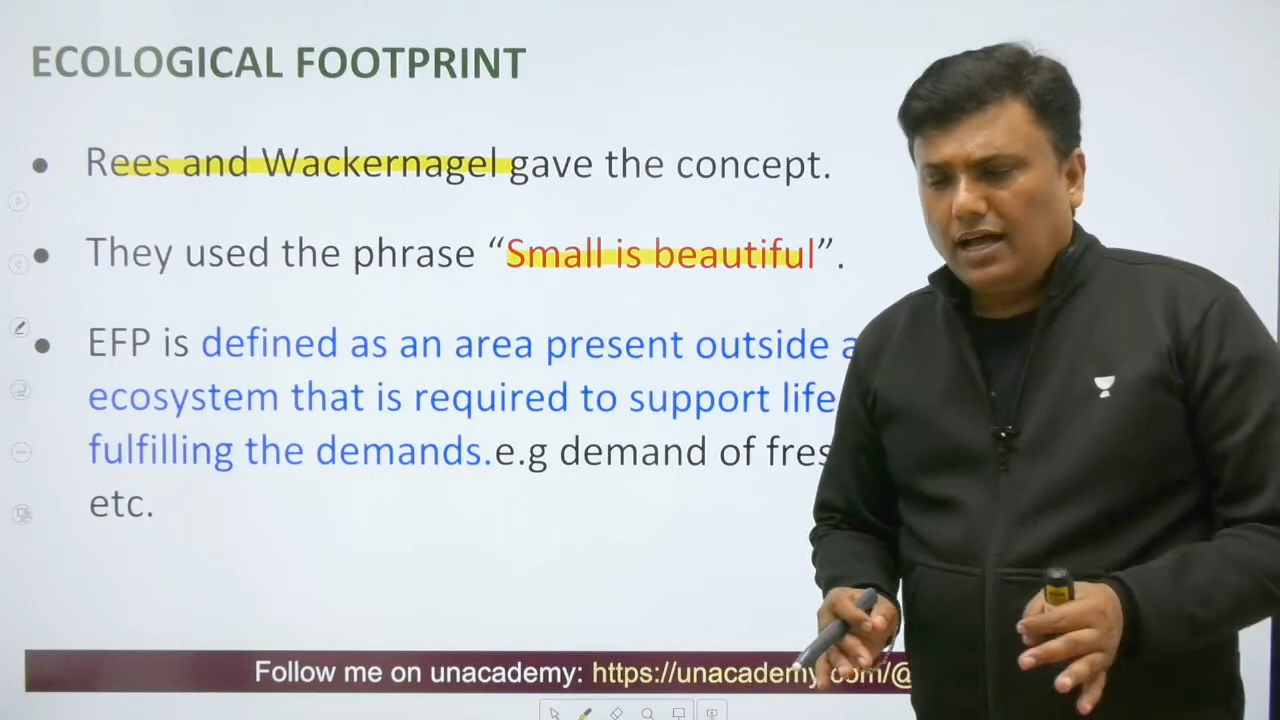 ECOLOGICAL FOOTPRINT
● Rees and Wackernagel gave the concept.
● They used the phrase “Small is beautiful”.
● EFP is defined as an area present outside
ecosystem that is required to support life
fulfilling the demands.e.g demand of
etc.
Follow me on unacademy: https://unacademy.com/@